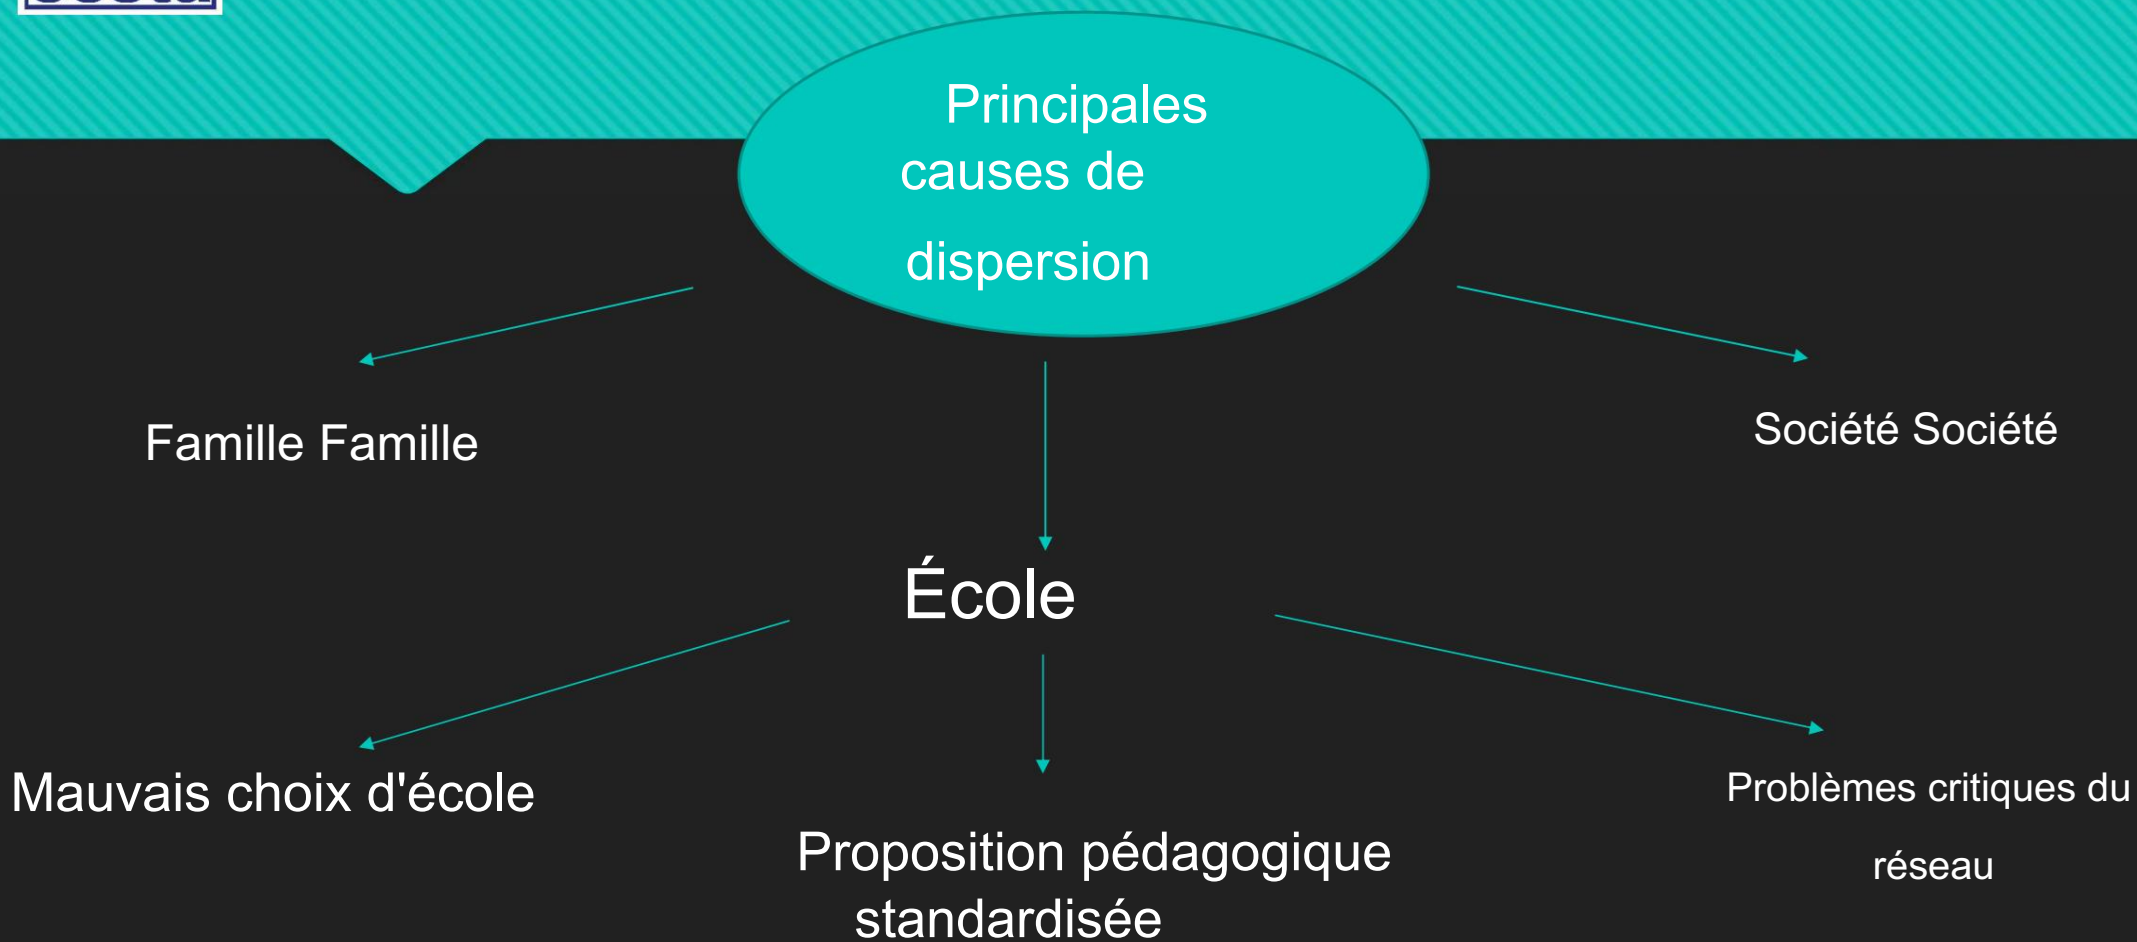 Principales
causes de
dispersion
Famille Famille
Société Société
École
Mauvais choix d'école
Proposition pédagogique
standardisée
Problèmes critiques du
réseau